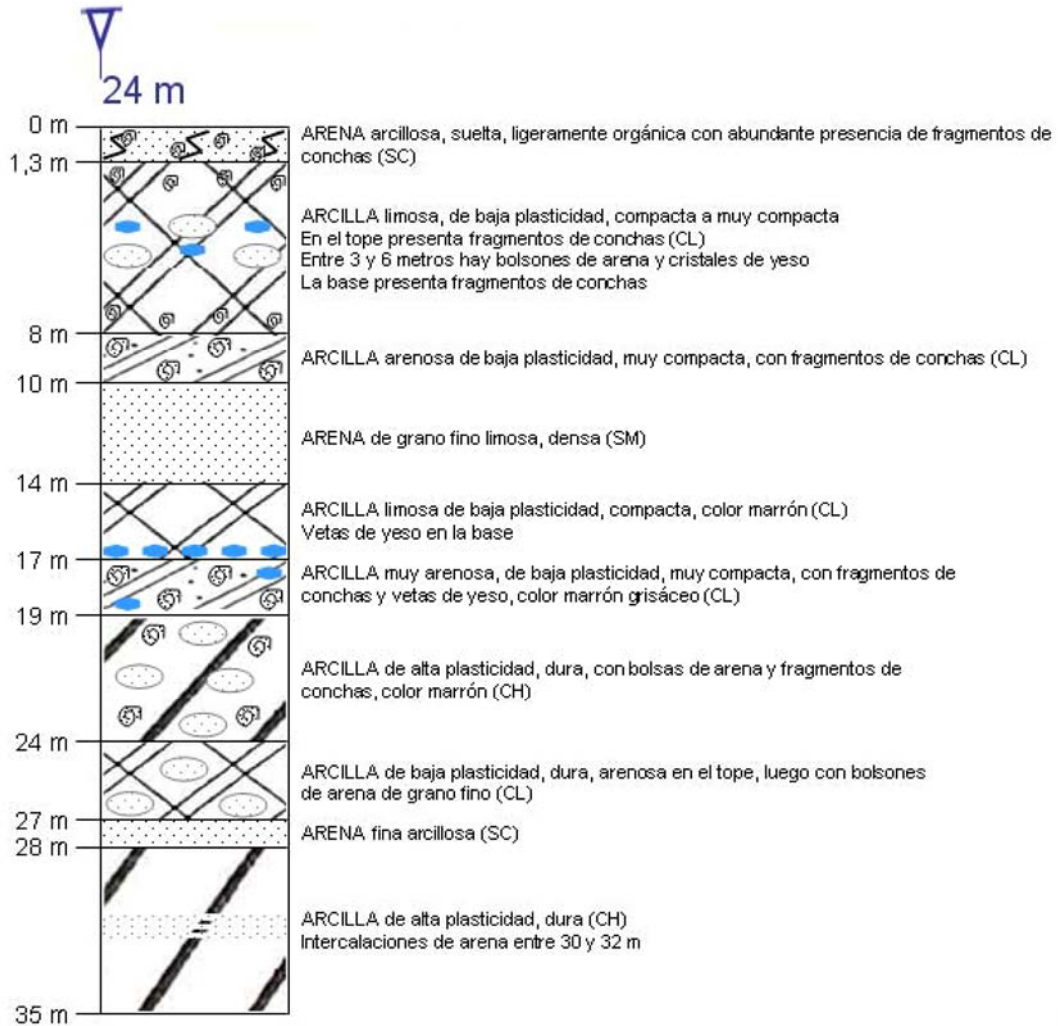 24 m
0 m
ARENA arcillosa, suelta, ligeramente orgánica con abundante presencia de fragmentos de
conchas (SC)
1,3 m
ARCILLA limosa, de baja plasticidad, compacta a muy compacta
En el tope presenta fragmentos de conchas (CL)
Entre 3 y 6 metros hay bolsones de arena y cristales de yeso
La base presenta fragmentos de conchas
8 m
ARCILLA arenosa de baja plasticidad, muy compacta, con fragmentos de conchas (CL)
10 m
ARENA de grano fino limosa, densa (SM)
14 m
ARCILLA limosa de baja plasticidad, compacta, color marrón (CL)
Vetas de yeso en la base
17 m
ARCILLA muy arenosa, de baja plasticidad, muy compacta, con fragmentos de
conchas y vetas de yeso, color marrón grisáceo (CL)
19 m
ARCILLA de alta plasticidad, dura, con bolsas de arena y fragmentos de
conchas, color marrón (CH)
24 m
ARCILLA de baja plasticidad, dura, arenosa en el tope, luego con bolsones
de arena de grano fino (CL)
27 m
ARENA fina arcillosa (SC)
28 m
ARCILLA de alta plasticidad, dura (CH)
Intercalaciones de arena entre 30 y 32 m
35 m